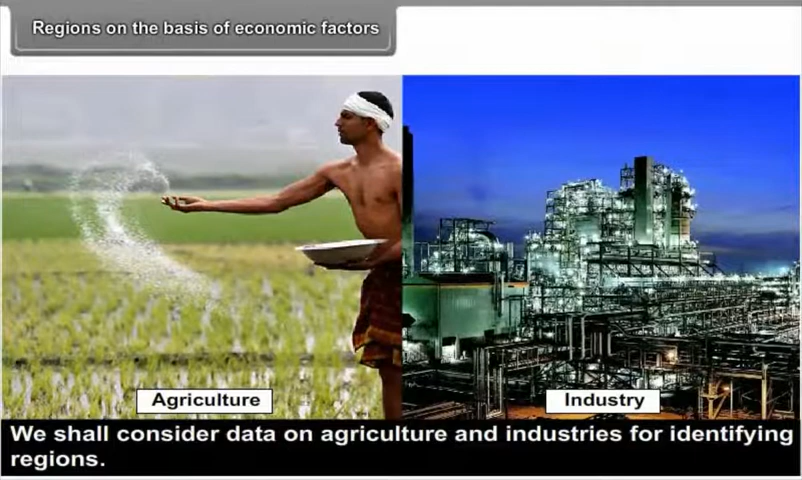 Regions on the basis of economic factors
Agriculture
Industry
We shall consider data on agriculture and industries for identifying
regions.